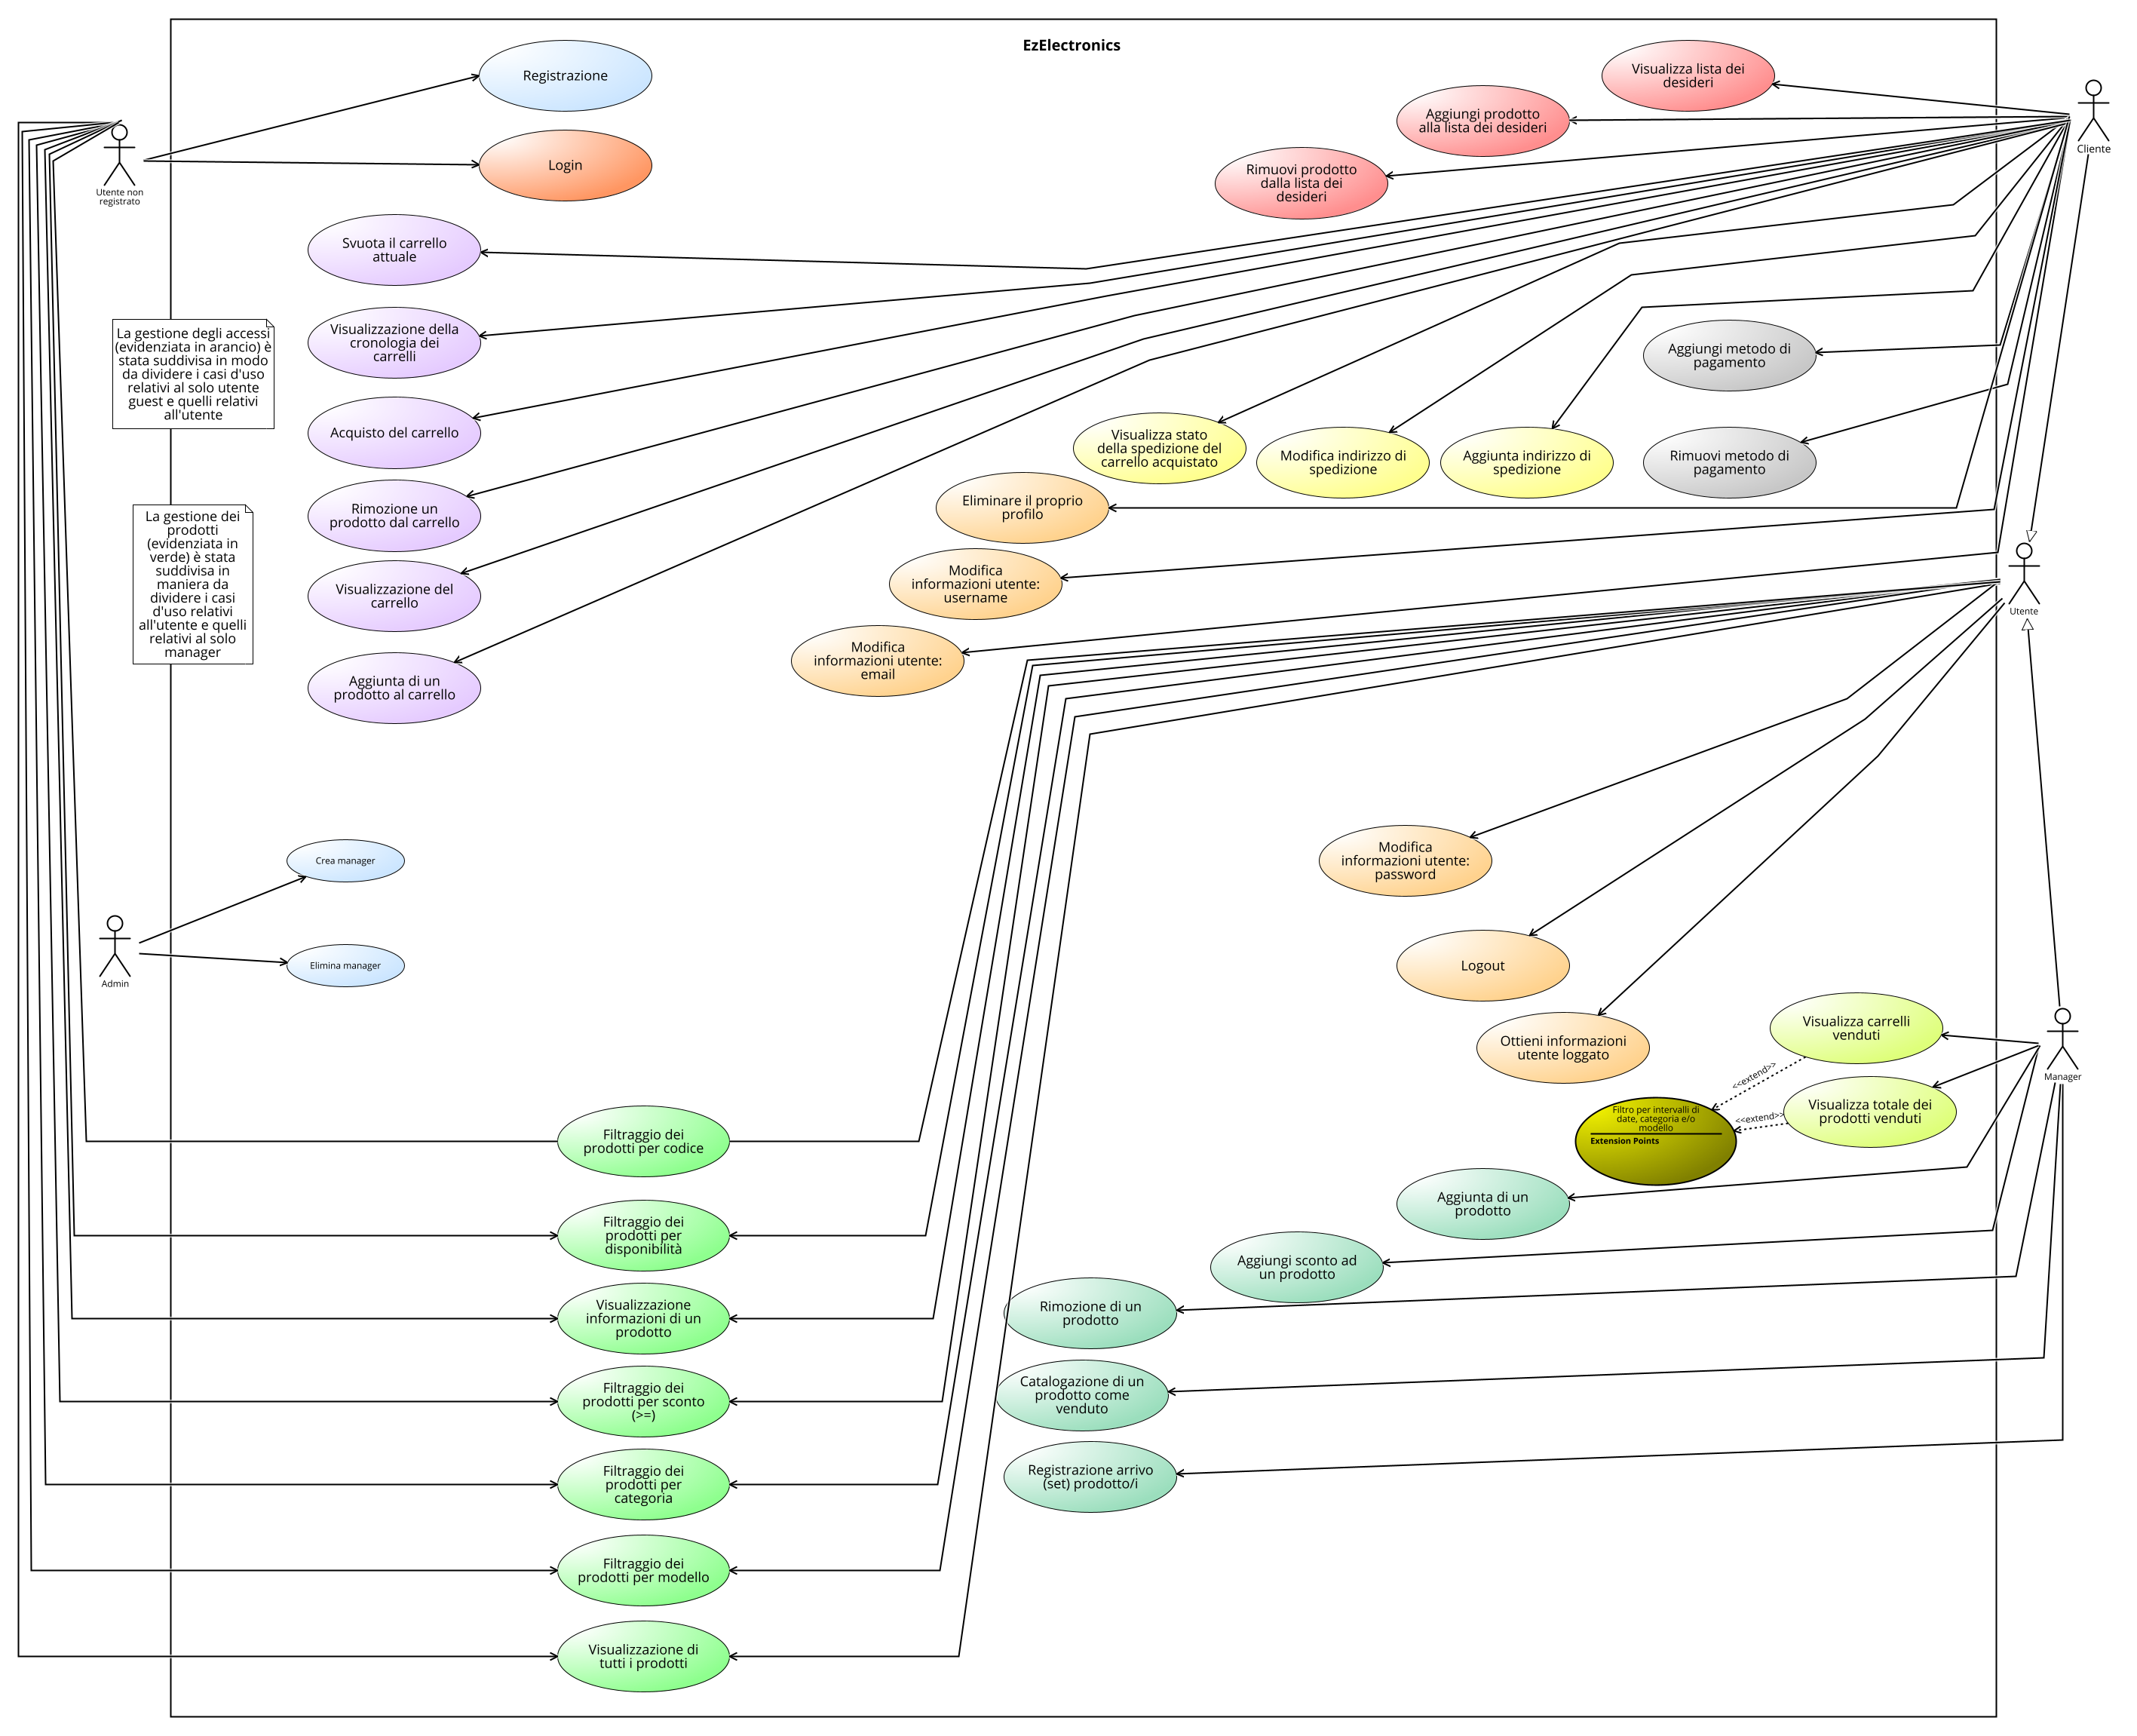 EzElectronics
Registrazione
Login
Utente non
registrato
Visualizza lista dei
desideri
Aggiungi prodotto
alla lista dei desideri
Rimuovi prodotto
dalla lista dei
desideri
Cliente
Svuota il carrello
attuale
Visualizzazione della
cronologia dei
carrelli
Acquisto del carrello
Rimozione un
prodotto dal carrello
Visualizzazione del
carrello
Aggiunta di un
prodotto al carrello
La gestione degli accessi
(evidenziata in arancio) è
stata suddivisa in modo
da dividere i casi d'uso
relativi al solo utente
guest e quelli relativi
all'utente
La gestione dei
prodotti
(evidenziata in
verde) è stata
suddivisa in
maniera da
dividere i casi
d'uso relativi
all'utente e quelli
relativi al solo
manager
Aggiungi metodo di
pagamento
Rimuovi metodo di
pagamento
Visualizza stato
della spedizione del
carrello acquistato
Modifica indirizzo di
spedizione
Aggiunta indirizzo di
spedizione
Eliminare il proprio
profilo
Modifica
informazioni utente:
username
Modifica
informazioni utente:
email
Utente
Modifica
informazioni utente:
password
Logout
Ottieni informazioni
utente loggato
Crea manager
Elimina manager
Admin
Visualizza carrelli
venduti
Visualizza totale dei
prodotti venduti
Manager
<<extend>>
<<extend>>
Filtro per intervalli di
date, categoria e/o
modello
Extension Points
Aggiunta di un
prodotto
Aggiungi sconto ad
un prodotto
Rimozione di un
prodotto
Catalogazione di un
prodotto come
venduto
Registrazione arrivo
(set) prodotto/i
Filtraggio dei
prodotti per codice
Filtraggio dei
prodotti per
disponibilità
Visualizzazione
informazioni di un
prodotto
Filtraggio dei
prodotti per sconto
(>=)
Filtraggio dei
prodotti per
categoria
Filtraggio dei
prodotti per modello
Visualizzazione di
tutti i prodotti